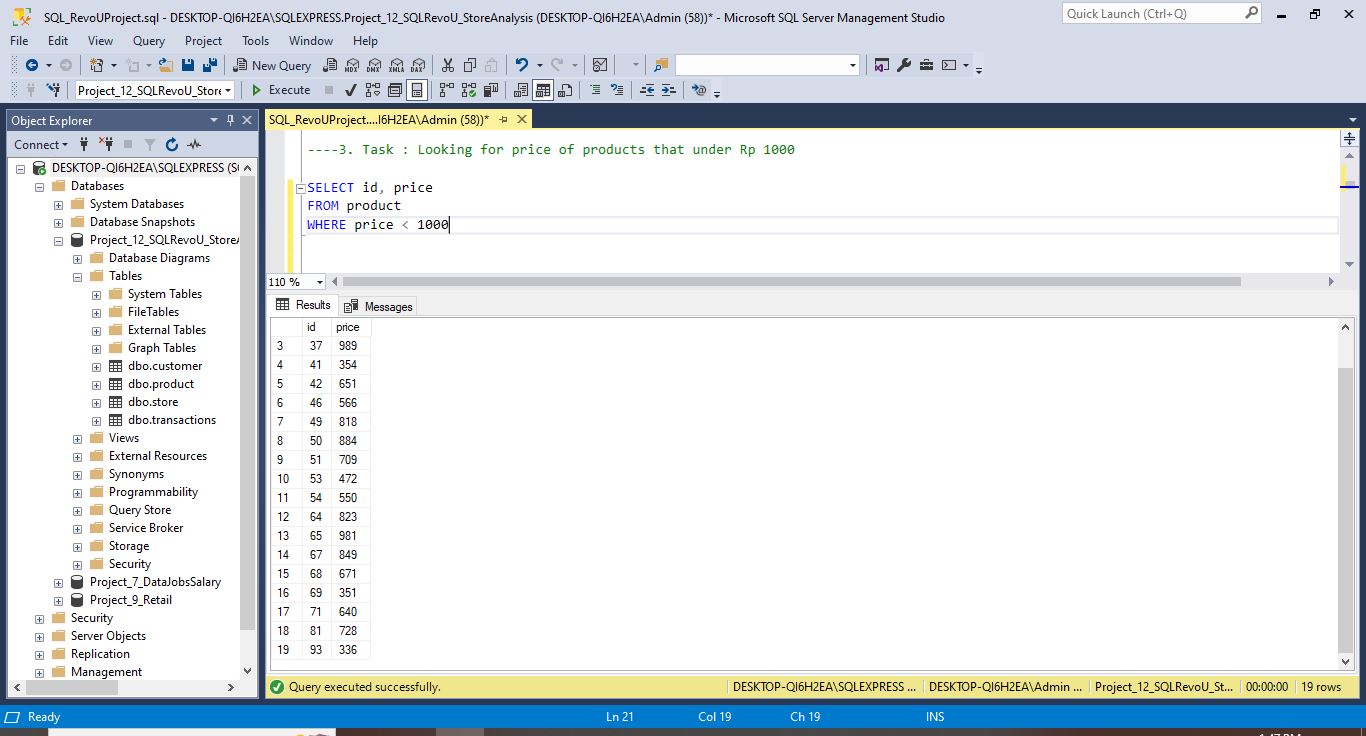 SQL_RevoUProject.sql - DESKTOP-QI6H2EA\SQLEXPRESS.Project_12_SQLRevoU_StoreAnalysis (DESKTOP-QI6H2EA\Admin (58))* - Microsoft SQL Server Management Studio
Quick Launch (Ctrl+Q)
File Edit View Query Project Tools Window Help
New Query MDX DMX XMLA DAX
Project_12_SQLRevoU_Store Execute
Object Explorer
Connect
DESKTOP-QI6H2EA\SQLEXPRESS (S
Databases
System Databases
Database Snapshots
Project_12_SQLRevoU_StoreA
Database Diagrams
Tables
System Tables
FileTables
External Tables
Graph Tables
dbo.customer
dbo.product
dbo.store
dbo.transactions
Views
External Resources
Synonyms
Programmability
Query Store
Service Broker
Storage
Security
Project_7_DataJobsSalary
Project_9_Retail
Security
Server Objects
Replication
Management
SQL_RevoUProject....I6H2EA\Admin (58))*
----3. Task : Looking for price of products that under Rp 1000
SELECT id, price
FROM product
WHERE price < 1000
110 %
Results Messages
id price
3 37 989
4 41 354
5 42 651
6 46 566
7 49 818
8 50 884
9 51 709
10 53 472
11 54 550
12 64 823
13 65 981
14 67 849
15 68 671
16 69 351
17 71 640
18 81 728
19 93 336
Query executed successfully. DESKTOP-QI6H2EA\SQLEXPRESS ... DESKTOP-QI6H2EA\Admin ... Project_12_SQLRevoU_St... 00:00:00 19 rows
Ready Ln 21 Col 19 Ch 19 INS